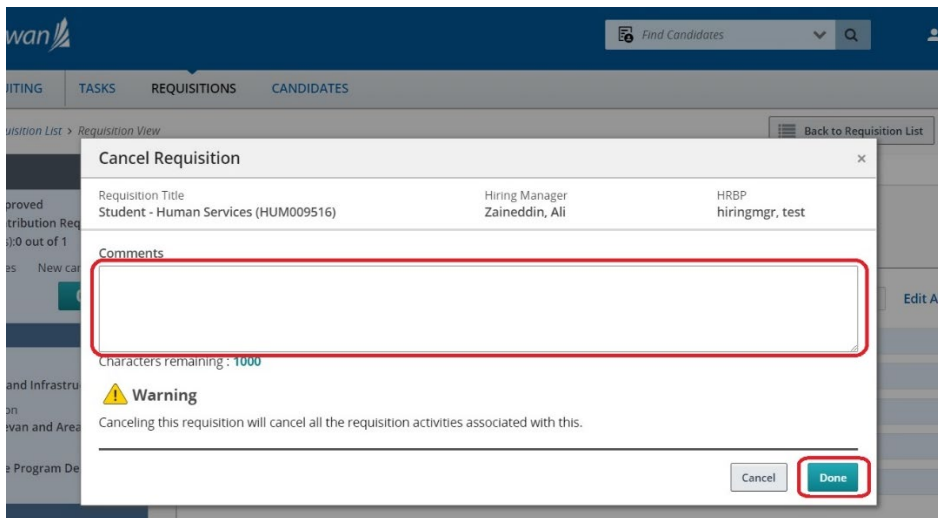 wan
Find Candidates
UITING TASKS REQUISITIONS CANDIDATES
uisition List > Requisition View
Back to Requisition List
Cancel Requisition
×
Requisition Title Hiring Manager HRBP
Student - Human Services (HUM009516) Zaineddin, Ali hiringmgr, test
proved
tribution Req
s):0 out of 1
es New car
Comments
Edit A
Characters remaining : 1000
and Infrastru
Warning
on
Canceling this requisition will cancel all the requisition activities associated with this.
evan and Area
e Program De
Cancel Done